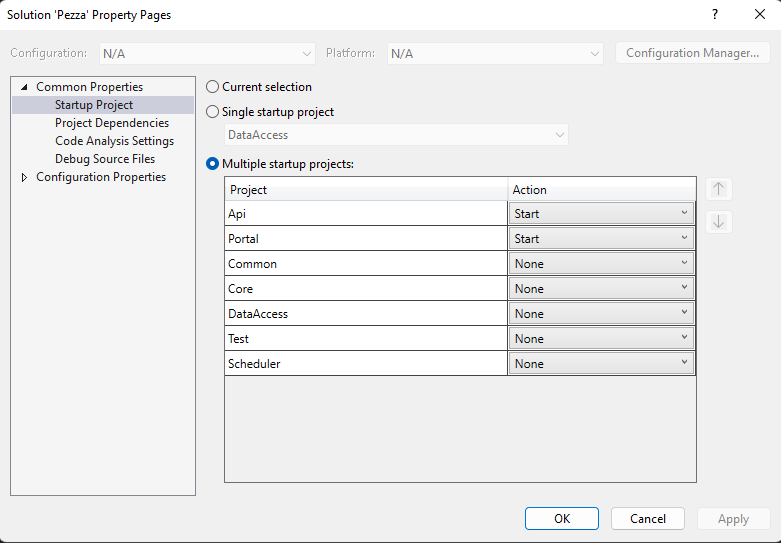 Solution 'Pezza' Property Pages
? ×
Configuration: N/A Platform: N/A Configuration Manager...
Common Properties
Startup Project
Project Dependencies
Code Analysis Settings
Debug Source Files
Configuration Properties
Current selection
Single startup project
DataAccess
Multiple startup projects:
Project Action
Api Start
Portal Start
Common None
Core None
DataAccess None
Test None
Scheduler None
OK Cancel Apply